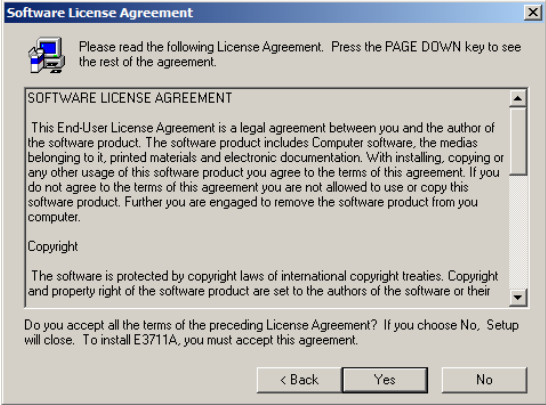 Software License Agreement
Please read the following License Agreement. Press the PAGE DOWN key to see
the rest of the agreement.
SOFTWARE LICENSE AGREEMENT
This End-User License Agreement is a legal agreement between you and the author of
the software product. The software product includes Computer software, the medias
belonging to it, printed materials and electronic documentation. With installing, copying or
any other usage of this software product you agree to the terms of this agreement. If you
do not agree to the terms of this agreement you are not allowed to use or copy this
software product. Further you are engaged to remove the software product from you
computer.
Copyright
The software is protected by copyright laws of international copyright treaties. Copyright
and property right of the software product are set to the authors of the software or their
Do you accept all the terms of the preceding License Agreement? If you choose No, Setup
will close. To install E3711A, you must accept this agreement.
< Back Yes No